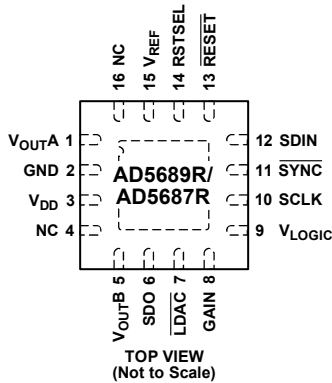 16 NC
15 VREF
14 RSTSEL
13 RESET
VOUTA 1
GND 2
VDD 3
NC 4
AD5689R/
AD5687R
12 SDIN
11 SYNC
10 SCLK
9 VLOGIC
VOUTB 5
SDO 6
LDAC 7
GAIN 8
TOP VIEW
(Not to Scale)